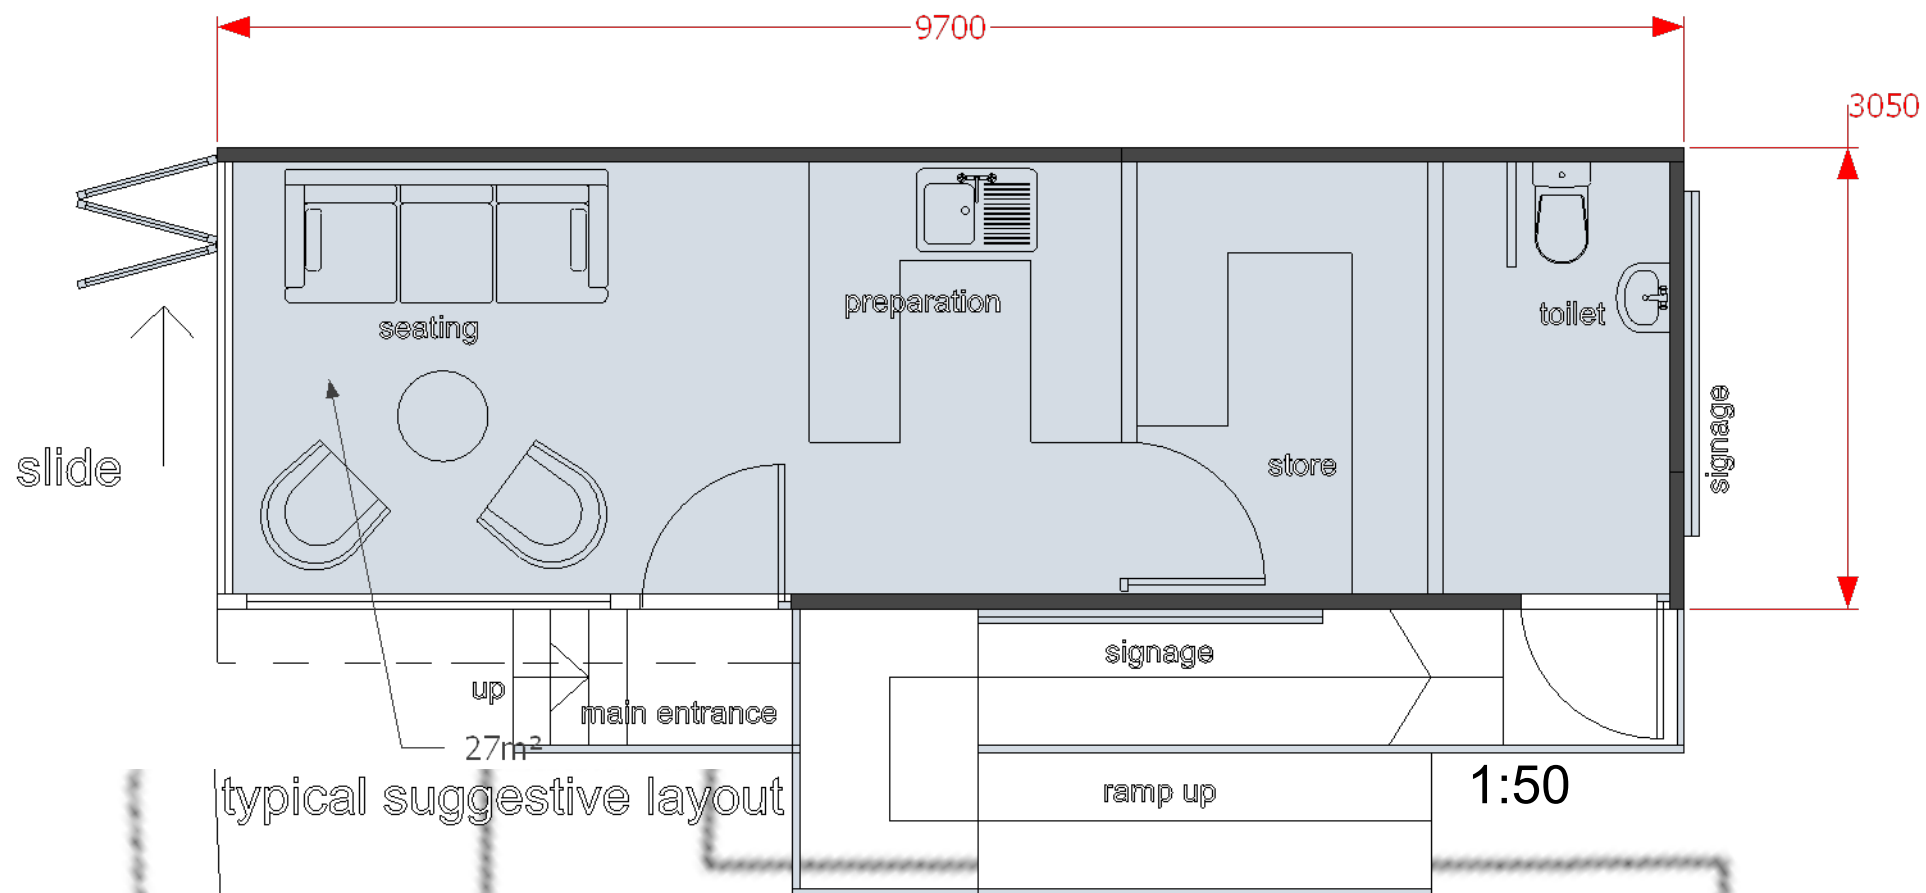 9700
3050
preparation
seating
toilet
signage
slide
store
signage
up
main entrance
27m²
typical suggestive layout
ramp up
1:50